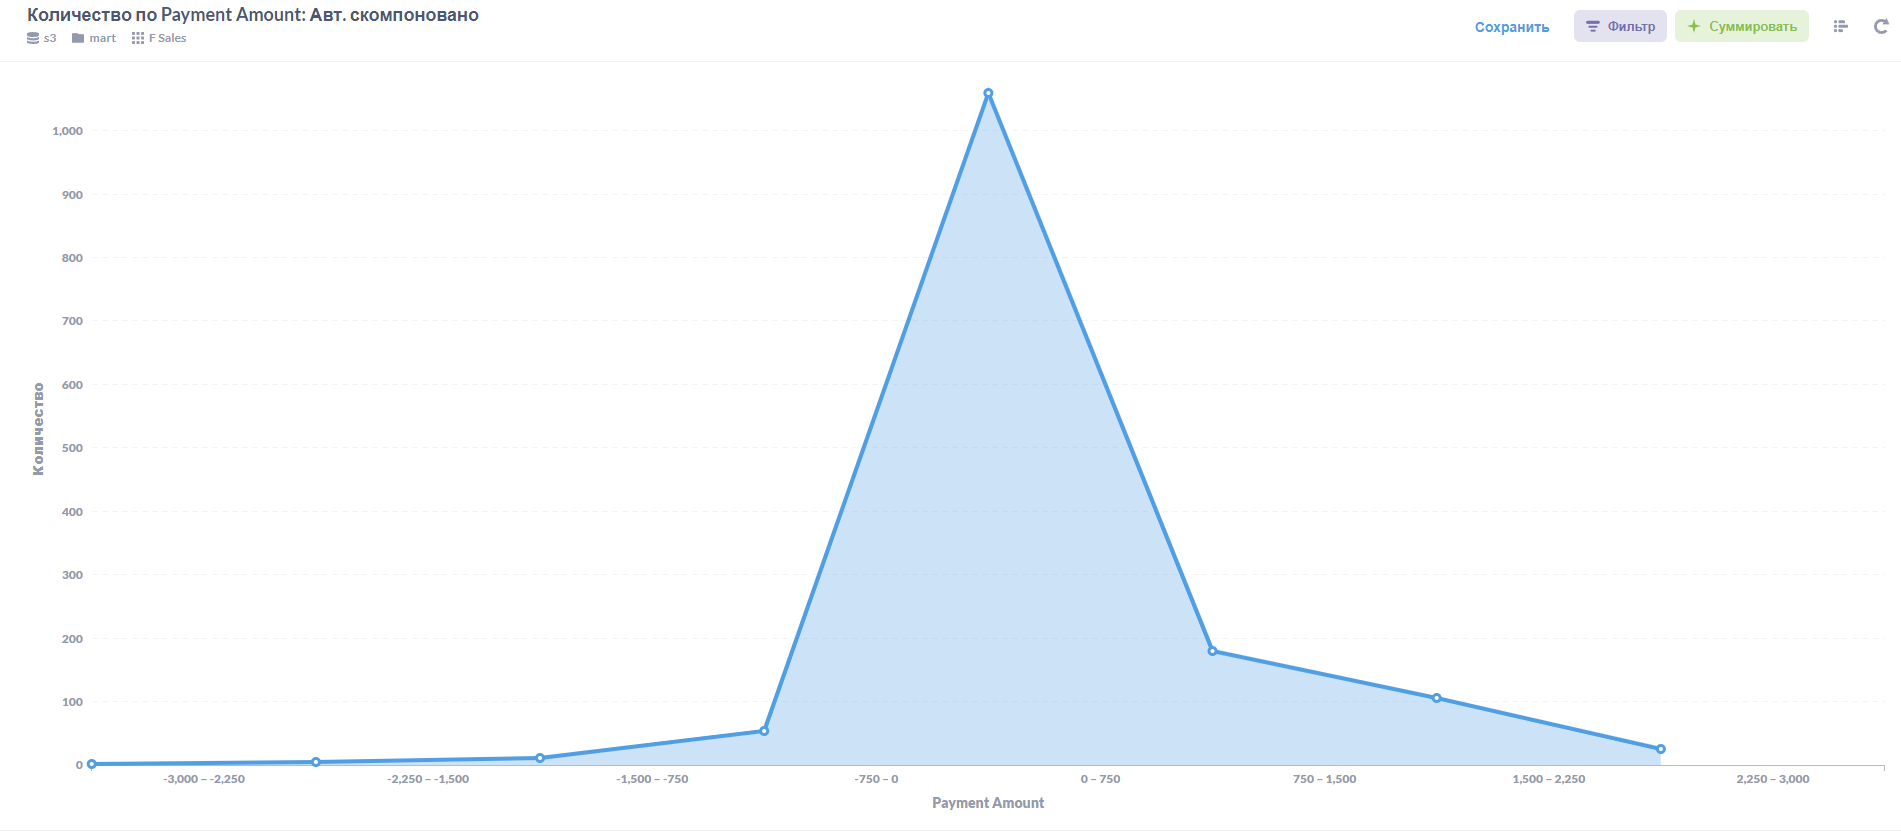 Количество по Payment Amount: Авт. скомпоновано
s3 mart F Sales
Сохранить Фильтр Суммировать
1,000
900
800
700
600
500
400
300
200
100
0
Количество
-3,000 – -2,250 -2,250 – -1,500 -1,500 – -750 -750 – 0 0 – 750 750 – 1,500 1,500 – 2,250 2,250 – 3,000
Payment Amount